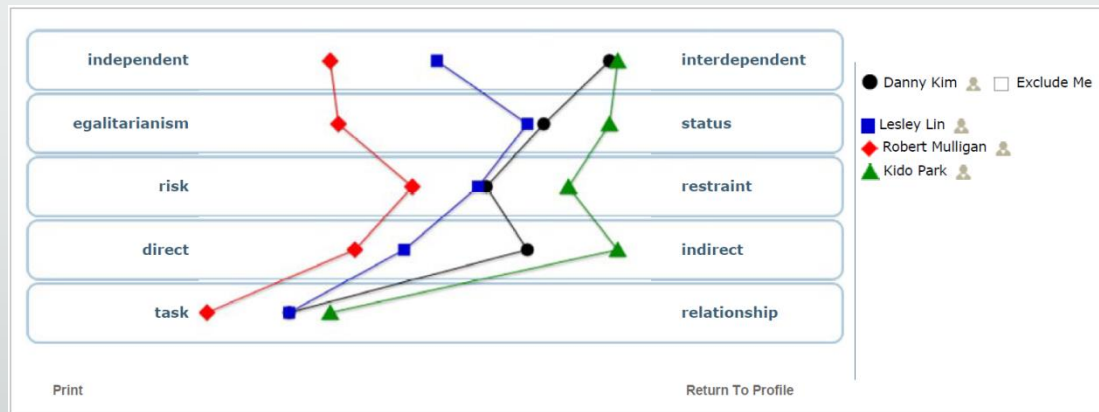 independent interdependent
Danny Kim Exclude Me
egalitarianism status
Lesley Lin
Robert Mulligan
Kido Park
risk restraint
direct indirect
task relationship
Print Return To Profile